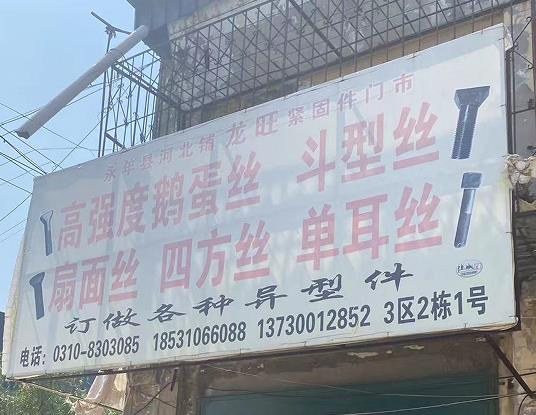 永年县河北铺龙旺紧固件门市
高强度鹅蛋丝 斗型丝
扇面丝 四方丝 单耳丝
订做各种异型件
电话：0310-8303085 18531066088 13730012852 3区2栋1号